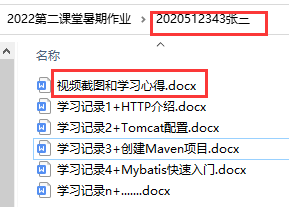 2022第二课堂暑期作业 > 2020512343张三
名称
视频截图和学习心得.docx
学习记录1+HTTP介绍.docx
学习记录2+Tomcat配置.docx
学习记录3+创建Maven项目.docx
学习记录4+Mybatis快速入门.docx
学习记录n+.......docx